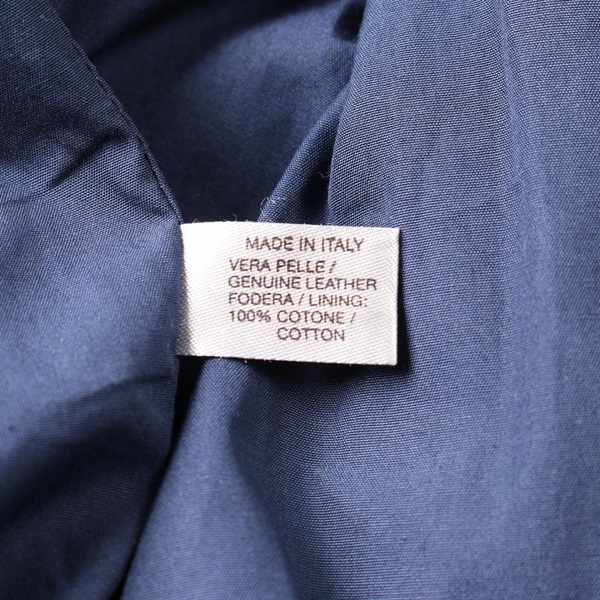 MADE IN ITALY
VERA PELLE /
GENUINE LEATHER
FODERA / LINING:
100% COTONE /
COTTON